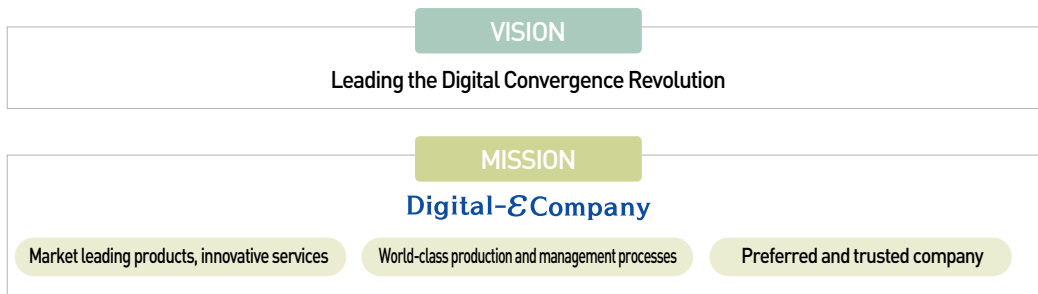 VISION
Leading the Digital Convergence Revolution
MISSION
Digital-εCompany
Market leading products, innovative services
World-class production and management processes
Preferred and trusted company